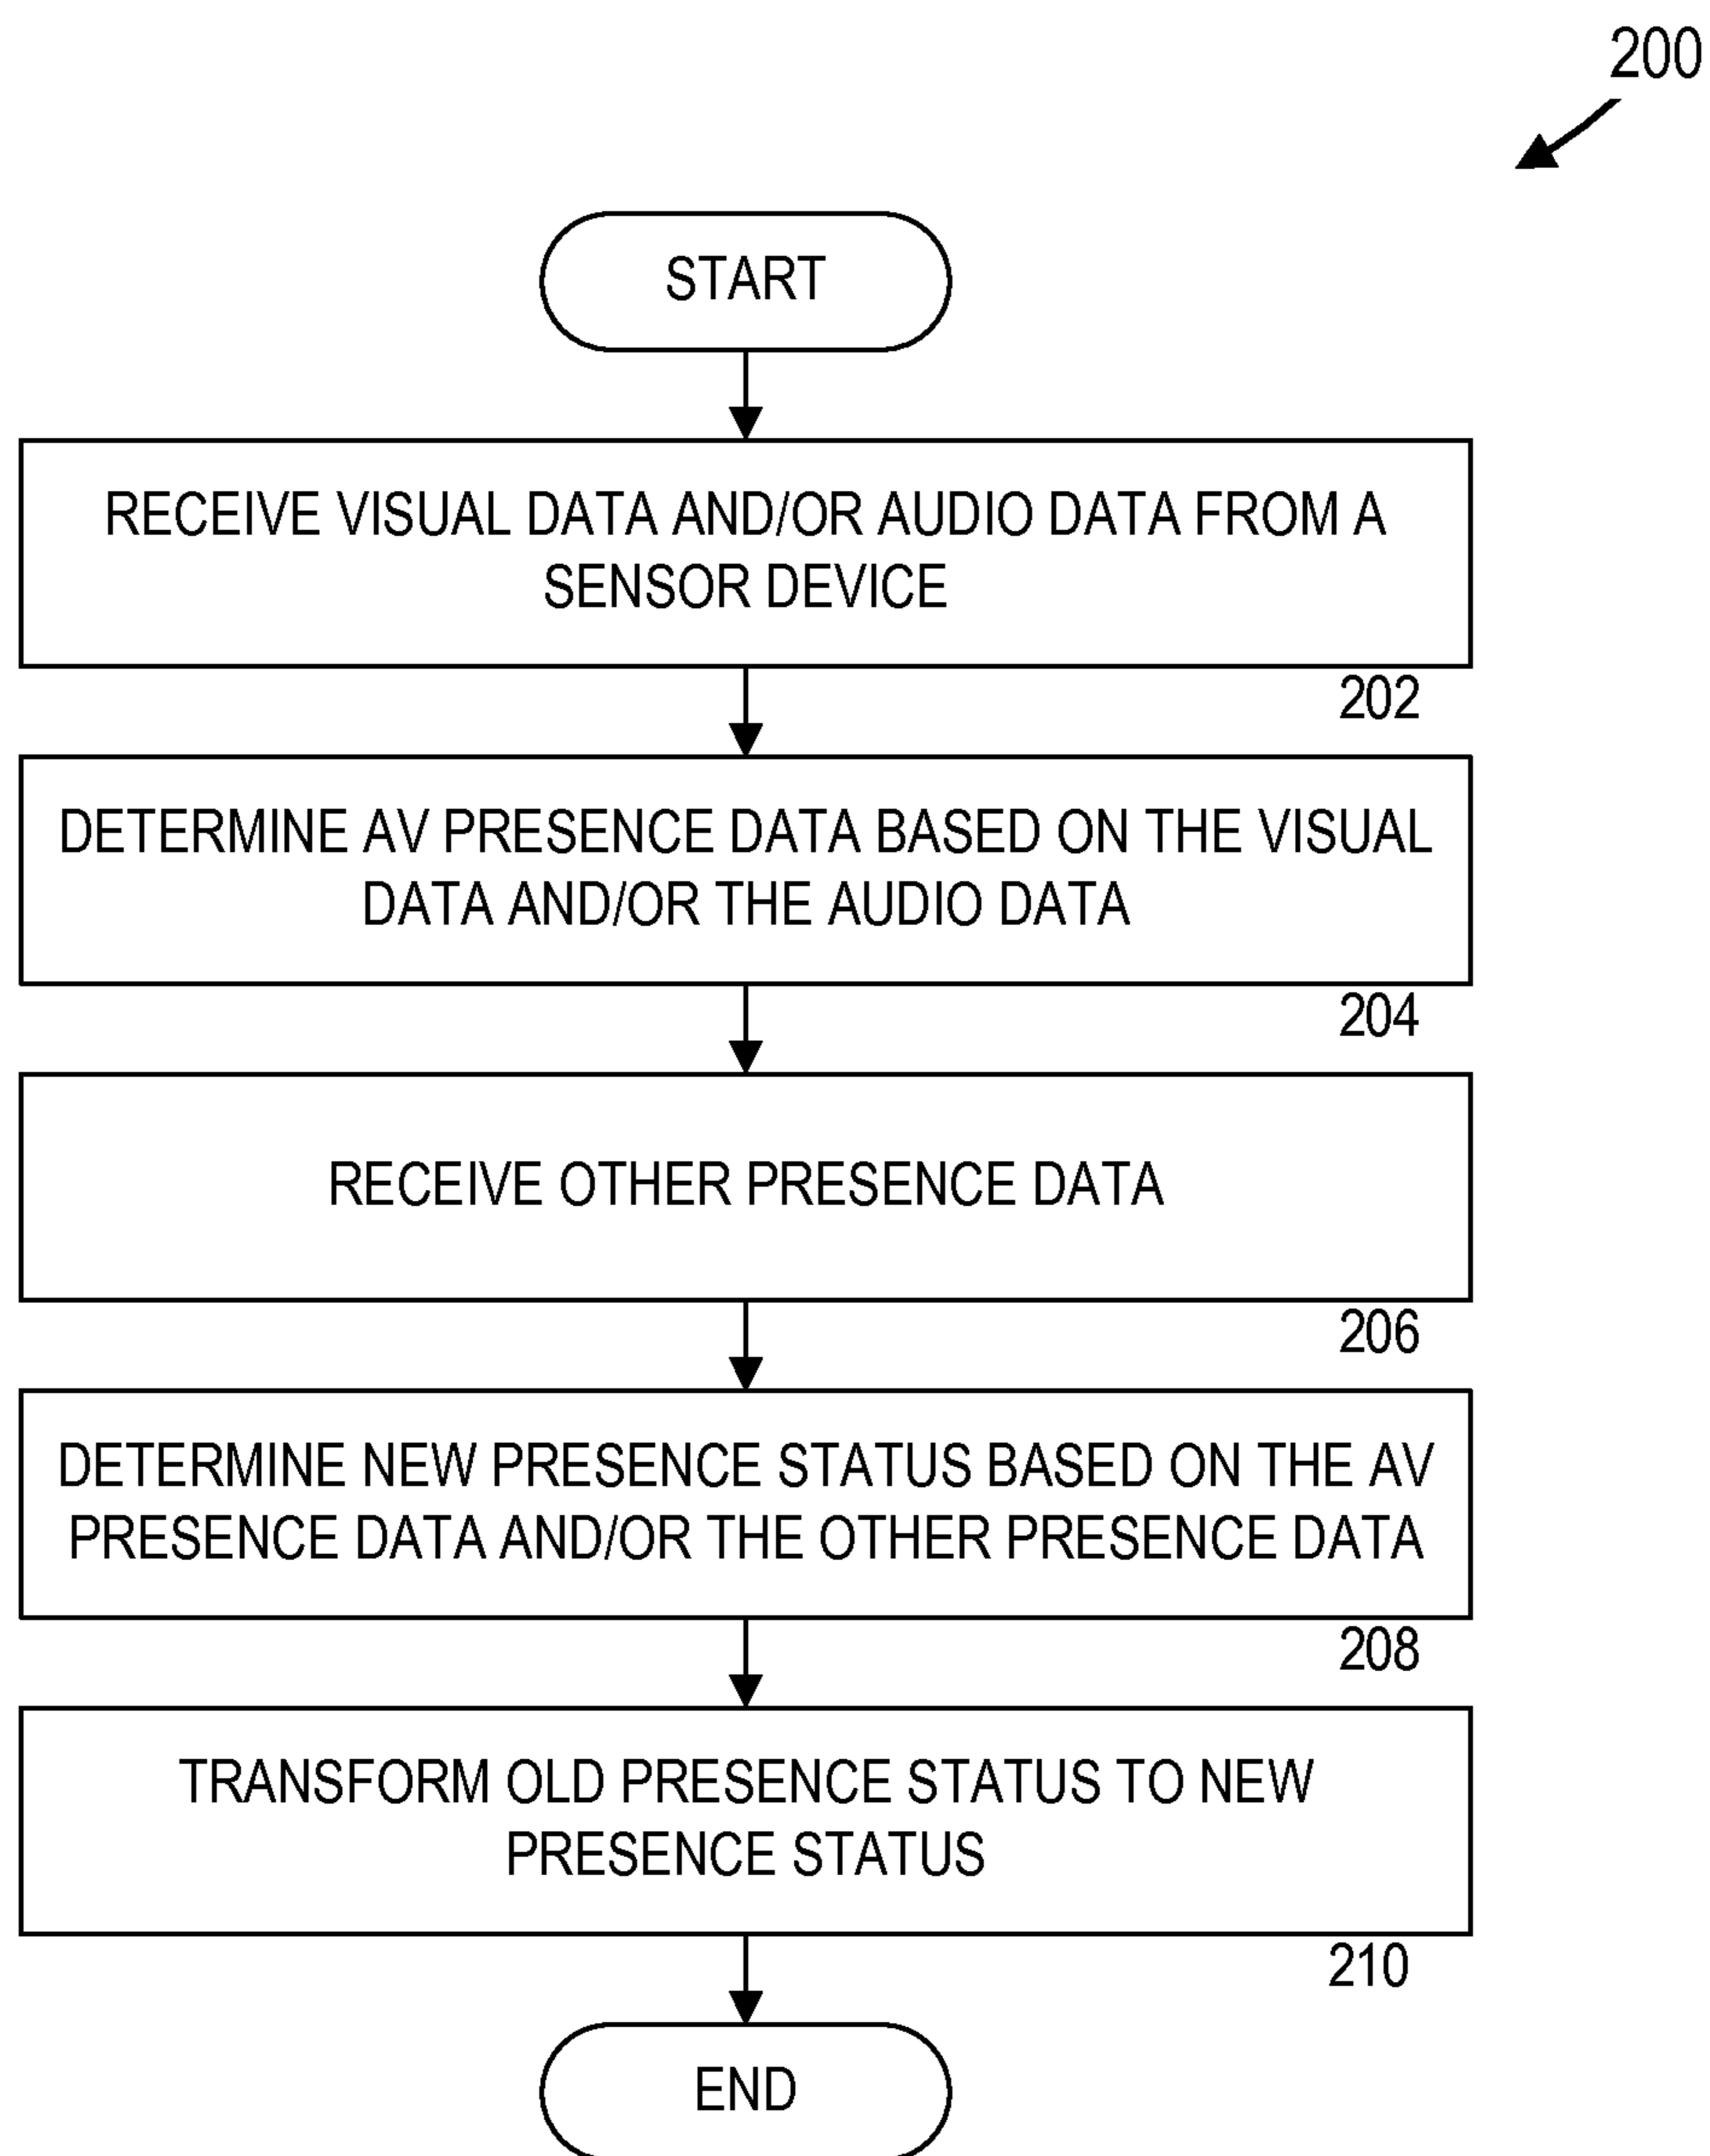 200
START
RECEIVE VISUAL DATA AND/OR AUDIO DATA FROM A
SENSOR DEVICE
202
DETERMINE AV PRESENCE DATA BASED ON THE VISUAL
DATA AND/OR THE AUDIO DATA
204
RECEIVE OTHER PRESENCE DATA
206
DETERMINE NEW PRESENCE STATUS BASED ON THE AV
PRESENCE DATA AND/OR THE OTHER PRESENCE DATA
208
TRANSFORM OLD PRESENCE STATUS TO NEW
PRESENCE STATUS
210
END